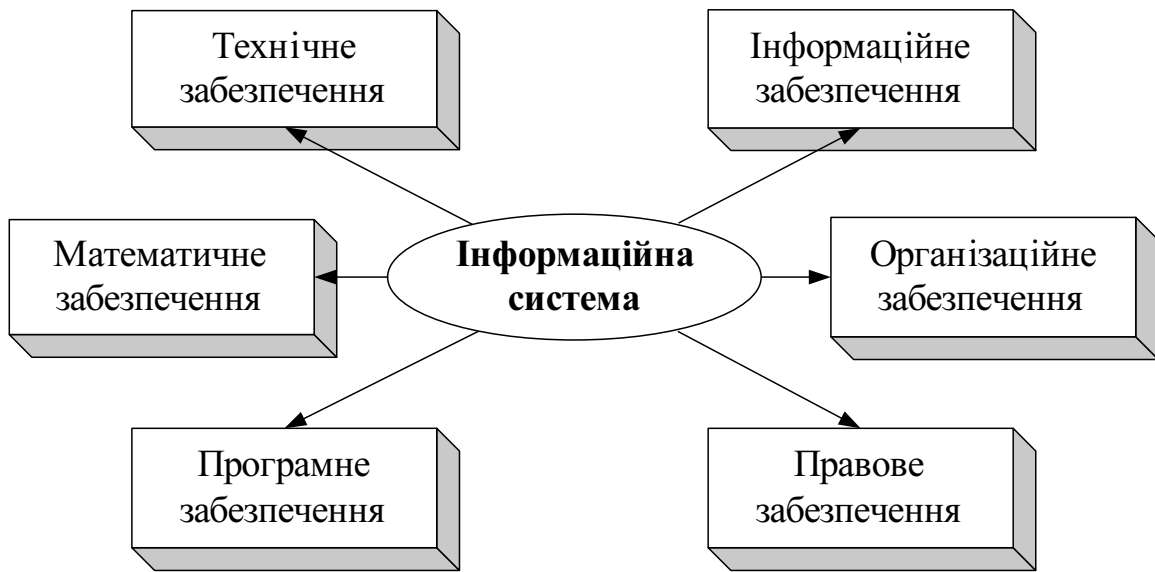 Технічне
забезпечення
Інформаційне
забезпечення
Математичне
забезпечення
Інформаційна
система
Організаційне
забезпечення
Програмне
забезпечення
Правове
забезпечення